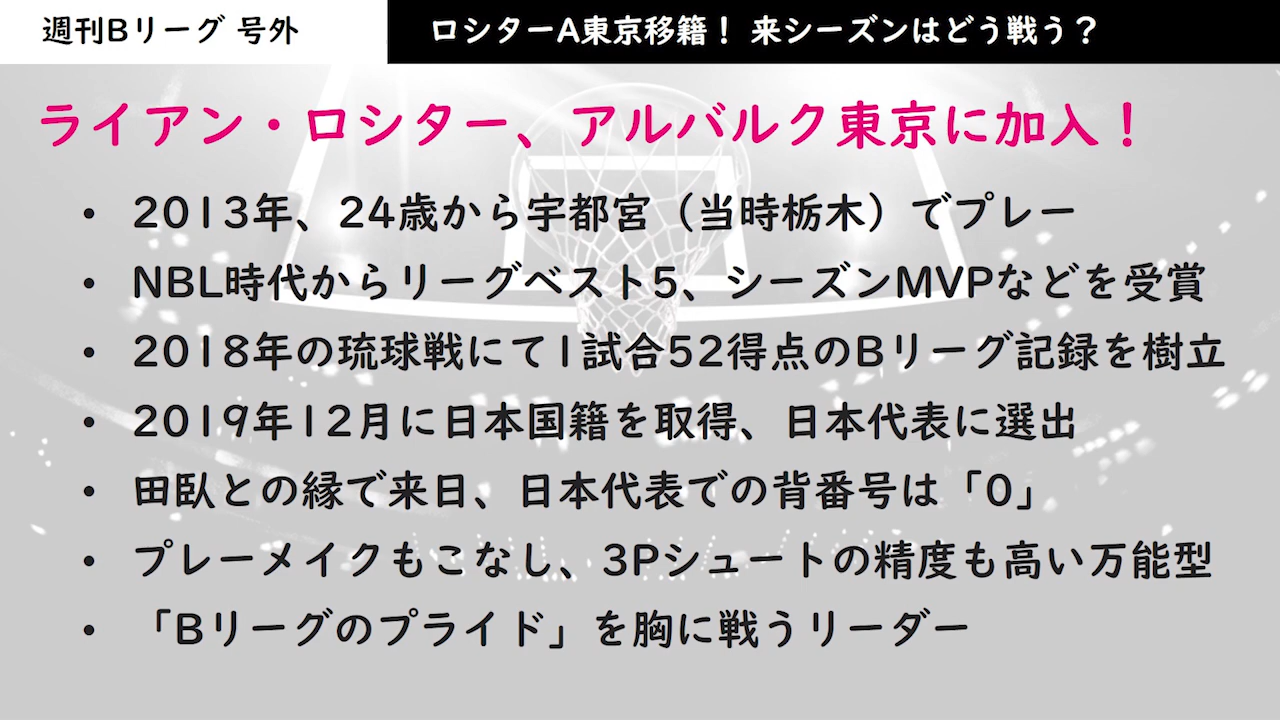 週刊Bリーグ 号外
ロシターA東京移籍！ 来シーズンはどう戦う？
ライアン・ロシター、アルバルク東京に加入！
• 2013年、24歳から宇都宮（当時栃木）でプレー
• NBL時代からリーグベスト5、シーズンMVPなどを受賞
• 2018年の琉球戦にて1試合52得点のBリーグ記録を樹立
• 2019年12月に日本国籍を取得、日本代表に選出
• 田臥との縁で来日、日本代表での背番号は「0」
• プレーメイクもこなし、3Pシュートの精度も高い万能型
• 「Bリーグのプライド」を胸に戦うリーダー